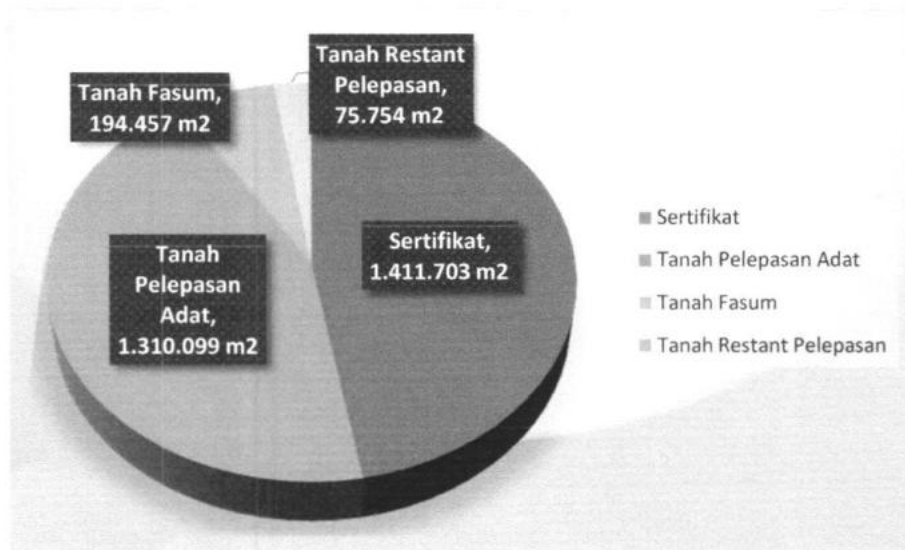 Tanah Restant
Pelepasan,
75.754 m2
Tanah Fasum,
194.457 m2
Sertifikat,
1.411.703 m2
Tanah
Pelepasan
Adat,
1.310.099 m2
Sertifikat
Tanah Pelepasan Adat
Tanah Fasum
Tanah Restant Pelepasan